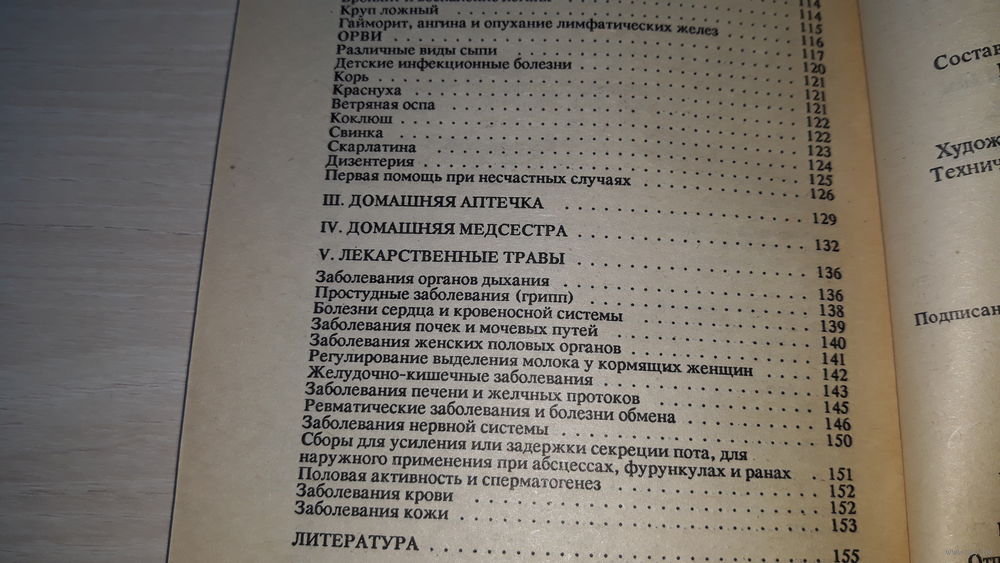 114
Круп ложный . . . 115
Гайморит, ангина и опухание лимфатических желез . . . 116
ОРВИ . . . 117
Различные виды сыпи . . . 120
Детские инфекционные болезни . . . 121
Корь . . . 121
Краснуха . . . 121
Ветряная оспа . . . 122
Коклюш . . . 122
Свинка . . . 123
Скарлатина . . . 124
Дизентерия . . . 125
Первая помощь при несчастных случаях . . . 126
III. ДОМАШНЯЯ АПТЕЧКА . . . 129
IV. ДОМАШНЯЯ МЕДСЕСТРА . . . 132
V. ЛЕКАРСТВЕННЫЕ ТРАВЫ . . . 136
Заболевания органов дыхания . . . 136
Простудные заболевания (грипп) . . . 138
Болезни сердца и кровеносной системы . . . 139
Заболевания почек и мочевых путей . . . 140
Заболевания женских половых органов . . . 141
Регулирование выделения молока у кормящих женщин . . . 142
Желудочно-кишечные заболевания . . . 143
Заболевания печени и желчных протоков . . . 145
Ревматические заболевания и болезни обмена . . . 146
Заболевания нервной системы . . . 150
Сборы для усиления или задержки секреции пота, для
наружного применения при абсцессах, фурункулах и ранах . . . 151
Половая активность и сперматогенез . . . 152
Заболевания крови . . . 152
Заболевания кожи . . . 153
ЛИТЕРАТУРА . . . 155
Состав
Худож
Технич
Подписан